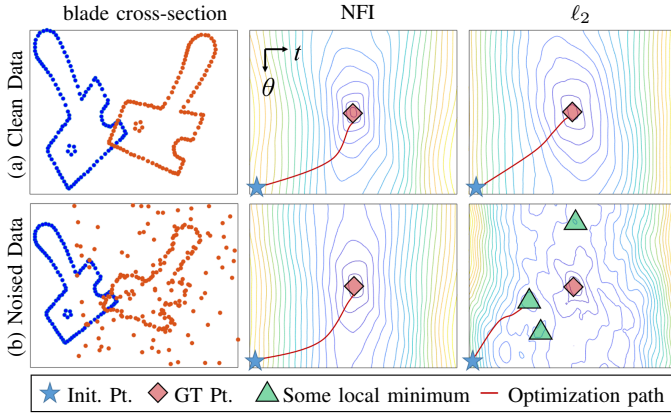 blade cross-section NFI ℓ₂
(a) Clean Data
t
θ
(b) Noised Data
Init. Pt. GT Pt. Some local minimum Optimization path